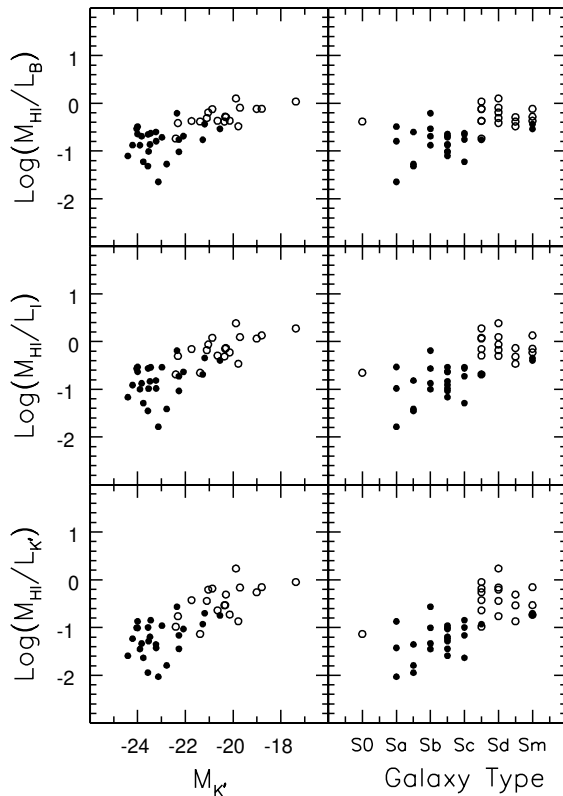 Log(M_HI/L_B)
1
0
-1
-2
Log(M_HI/L_I)
1
0
-1
-2
Log(M_HI/L_K')
1
0
-1
-2
-24 -22 -20 -18
S0 Sa Sb Sc Sd Sm
M_K' Galaxy Type